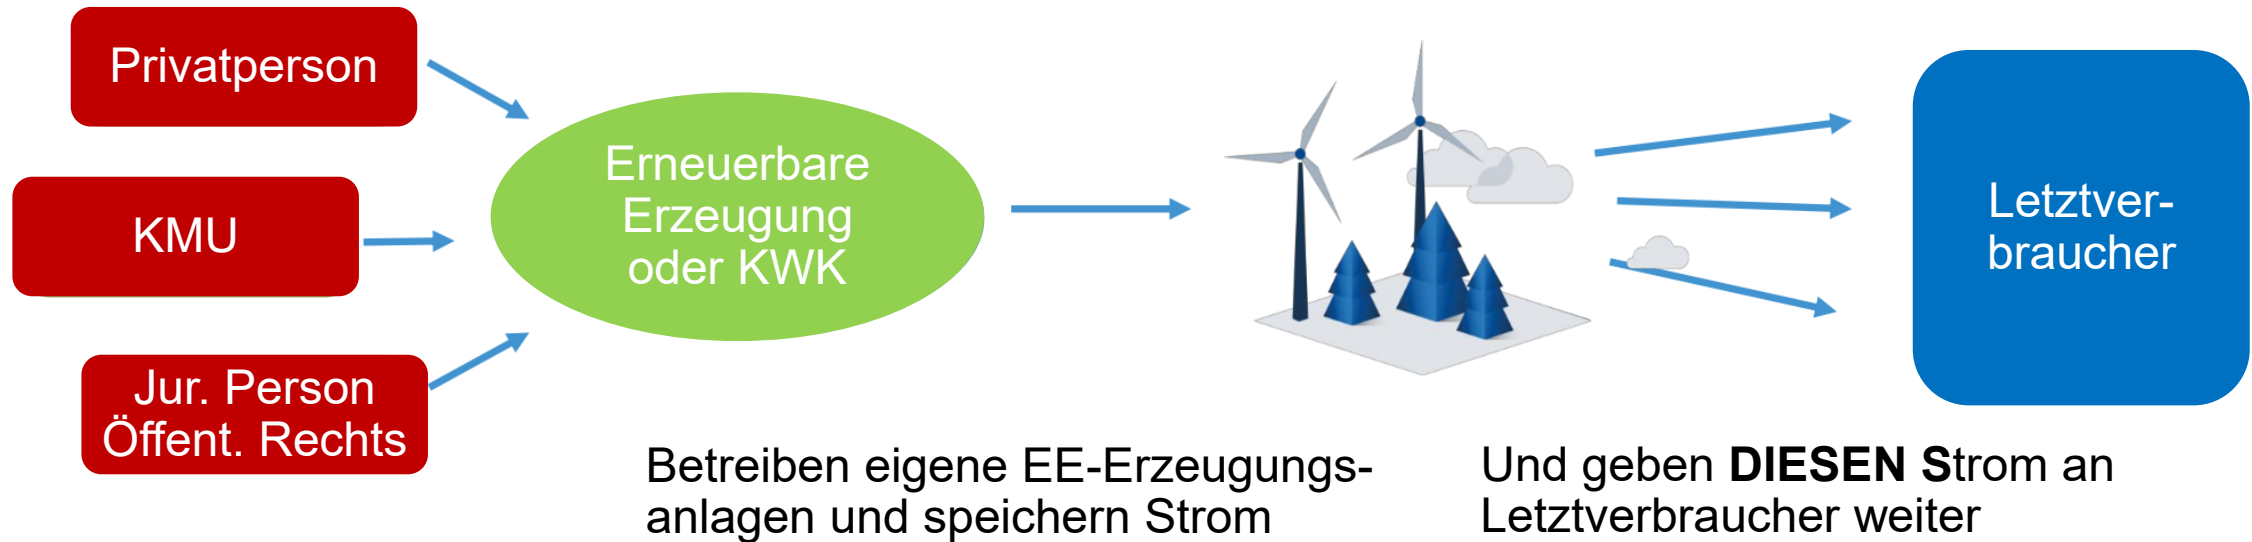 Privatperson
KMU
Jur. Person
Öffent. Rechts
Erneuerbare
Erzeugung
oder KWK
Letztver-
braucher
Betreiben eigene EE-Erzeugungs-
anlagen und speichern Strom
Und geben DIESEN Strom an
Letztverbraucher weiter